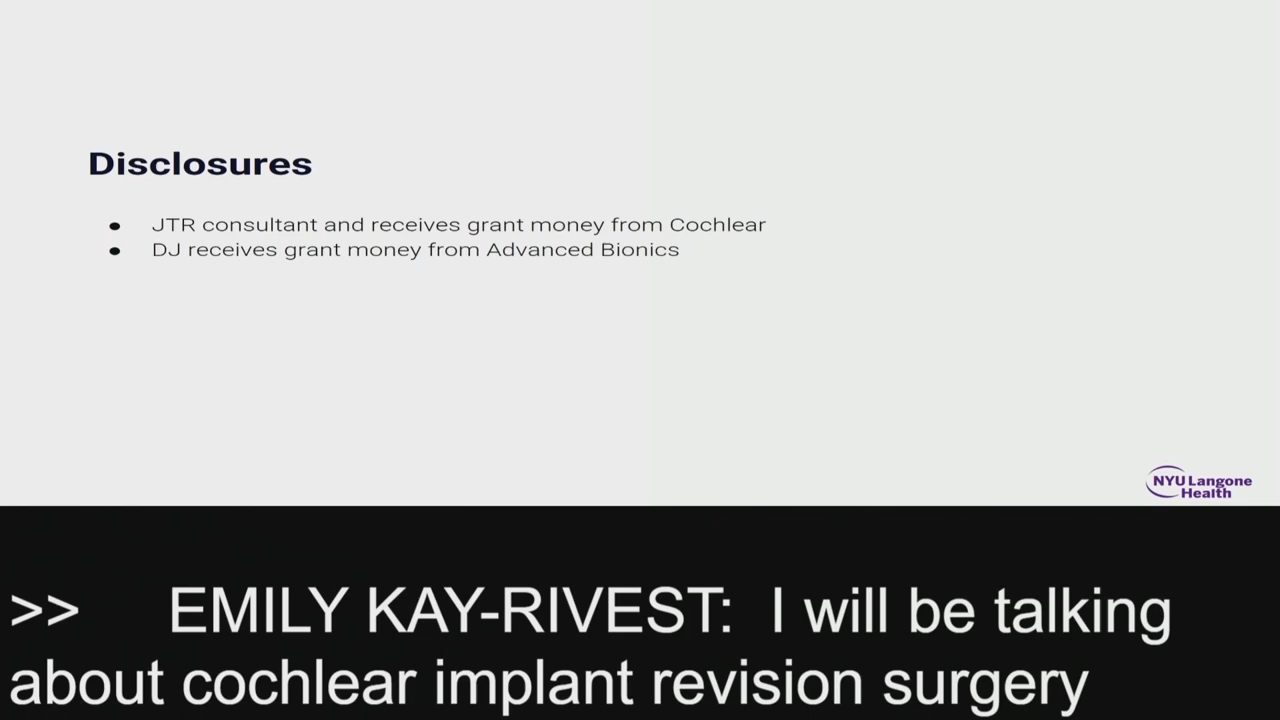 Disclosures
● JTR consultant and receives grant money from Cochlear
● DJ receives grant money from Advanced Bionics
NYU Langone
Health
>> EMILY KAY-RIVEST: I will be talking
about cochlear implant revision surgery